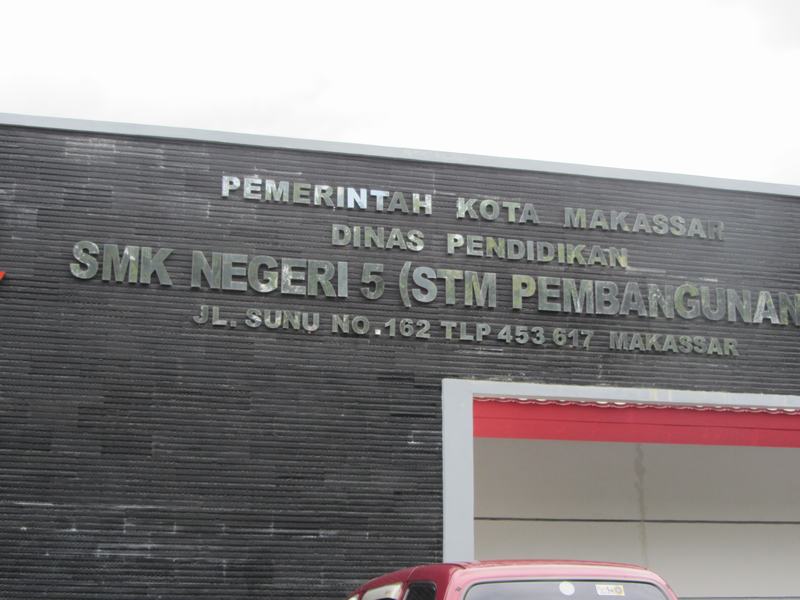 PEMERINTAH KOTA MAKASSAR
DINAS PENDIDIKAN
SMK NEGERI 5 (STM PEMBANGUNAN)
JL. SUNU NO.162 TLP 453 617 MAKASSAR